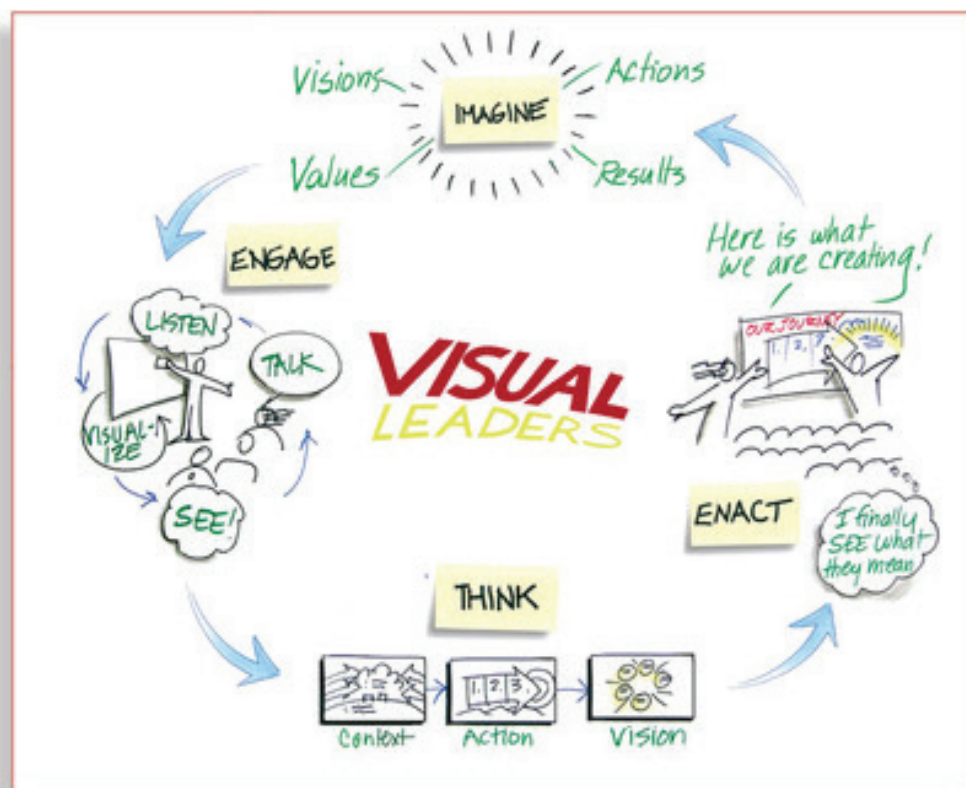 Visions
Actions
IMAGINE
Values
Results
ENGAGE
LISTEN
TALK
VISUAL-
IZE
SEE!
VISUAL
LEADERS
Here is what
we are creating!
OUR JOURNEY
1. 2. 3.
ENACT
I finally
SEE what
they mean
THINK
1. 2. 3.
Context
Action
Vision